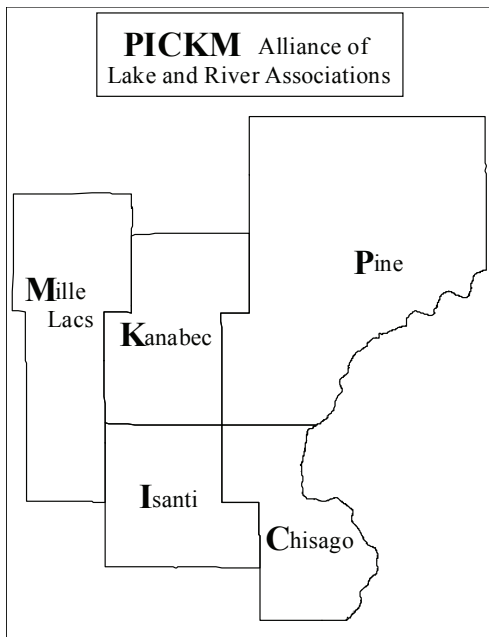 PICKM Alliance of
Lake and River Associations
Pine
Mille
Lacs
Kanabec
Isanti
Chisago